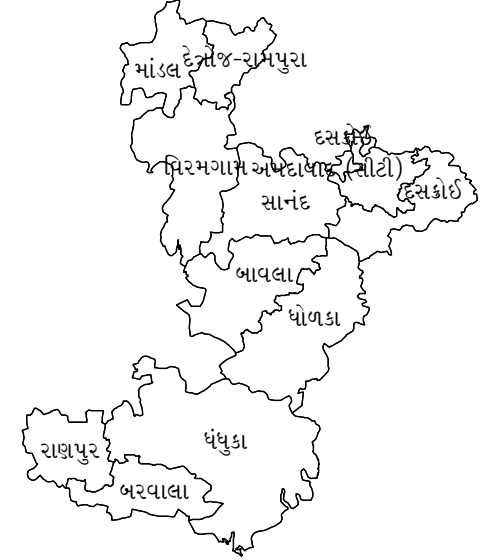 દેત્રોજ-રામપુરા
માંડલ
દસક્રોઈ
વિરમગામ
અમદાવાદ (સીટી)
દસક્રોઈ
સાનંદ
બાવલા
ધોળકા
ધંધુકા
રાણપુર
બરવાલા